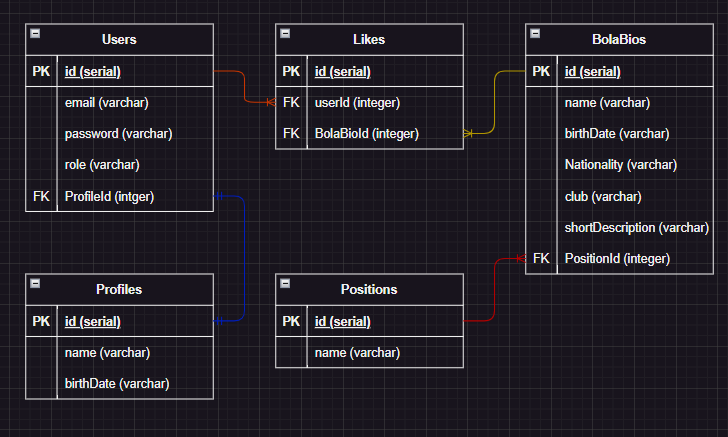 Users
PK id (serial)
email (varchar)
password (varchar)
role (varchar)
FK ProfileId (intger)
Likes
PK id (serial)
FK userId (integer)
FK BolaBioId (integer)
BolaBios
PK id (serial)
name (varchar)
birthDate (varchar)
Nationality (varchar)
club (varchar)
shortDescription (varchar)
FK PositionId (integer)
Profiles
PK id (serial)
name (varchar)
birthDate (varchar)
Positions
PK id (serial)
name (varchar)